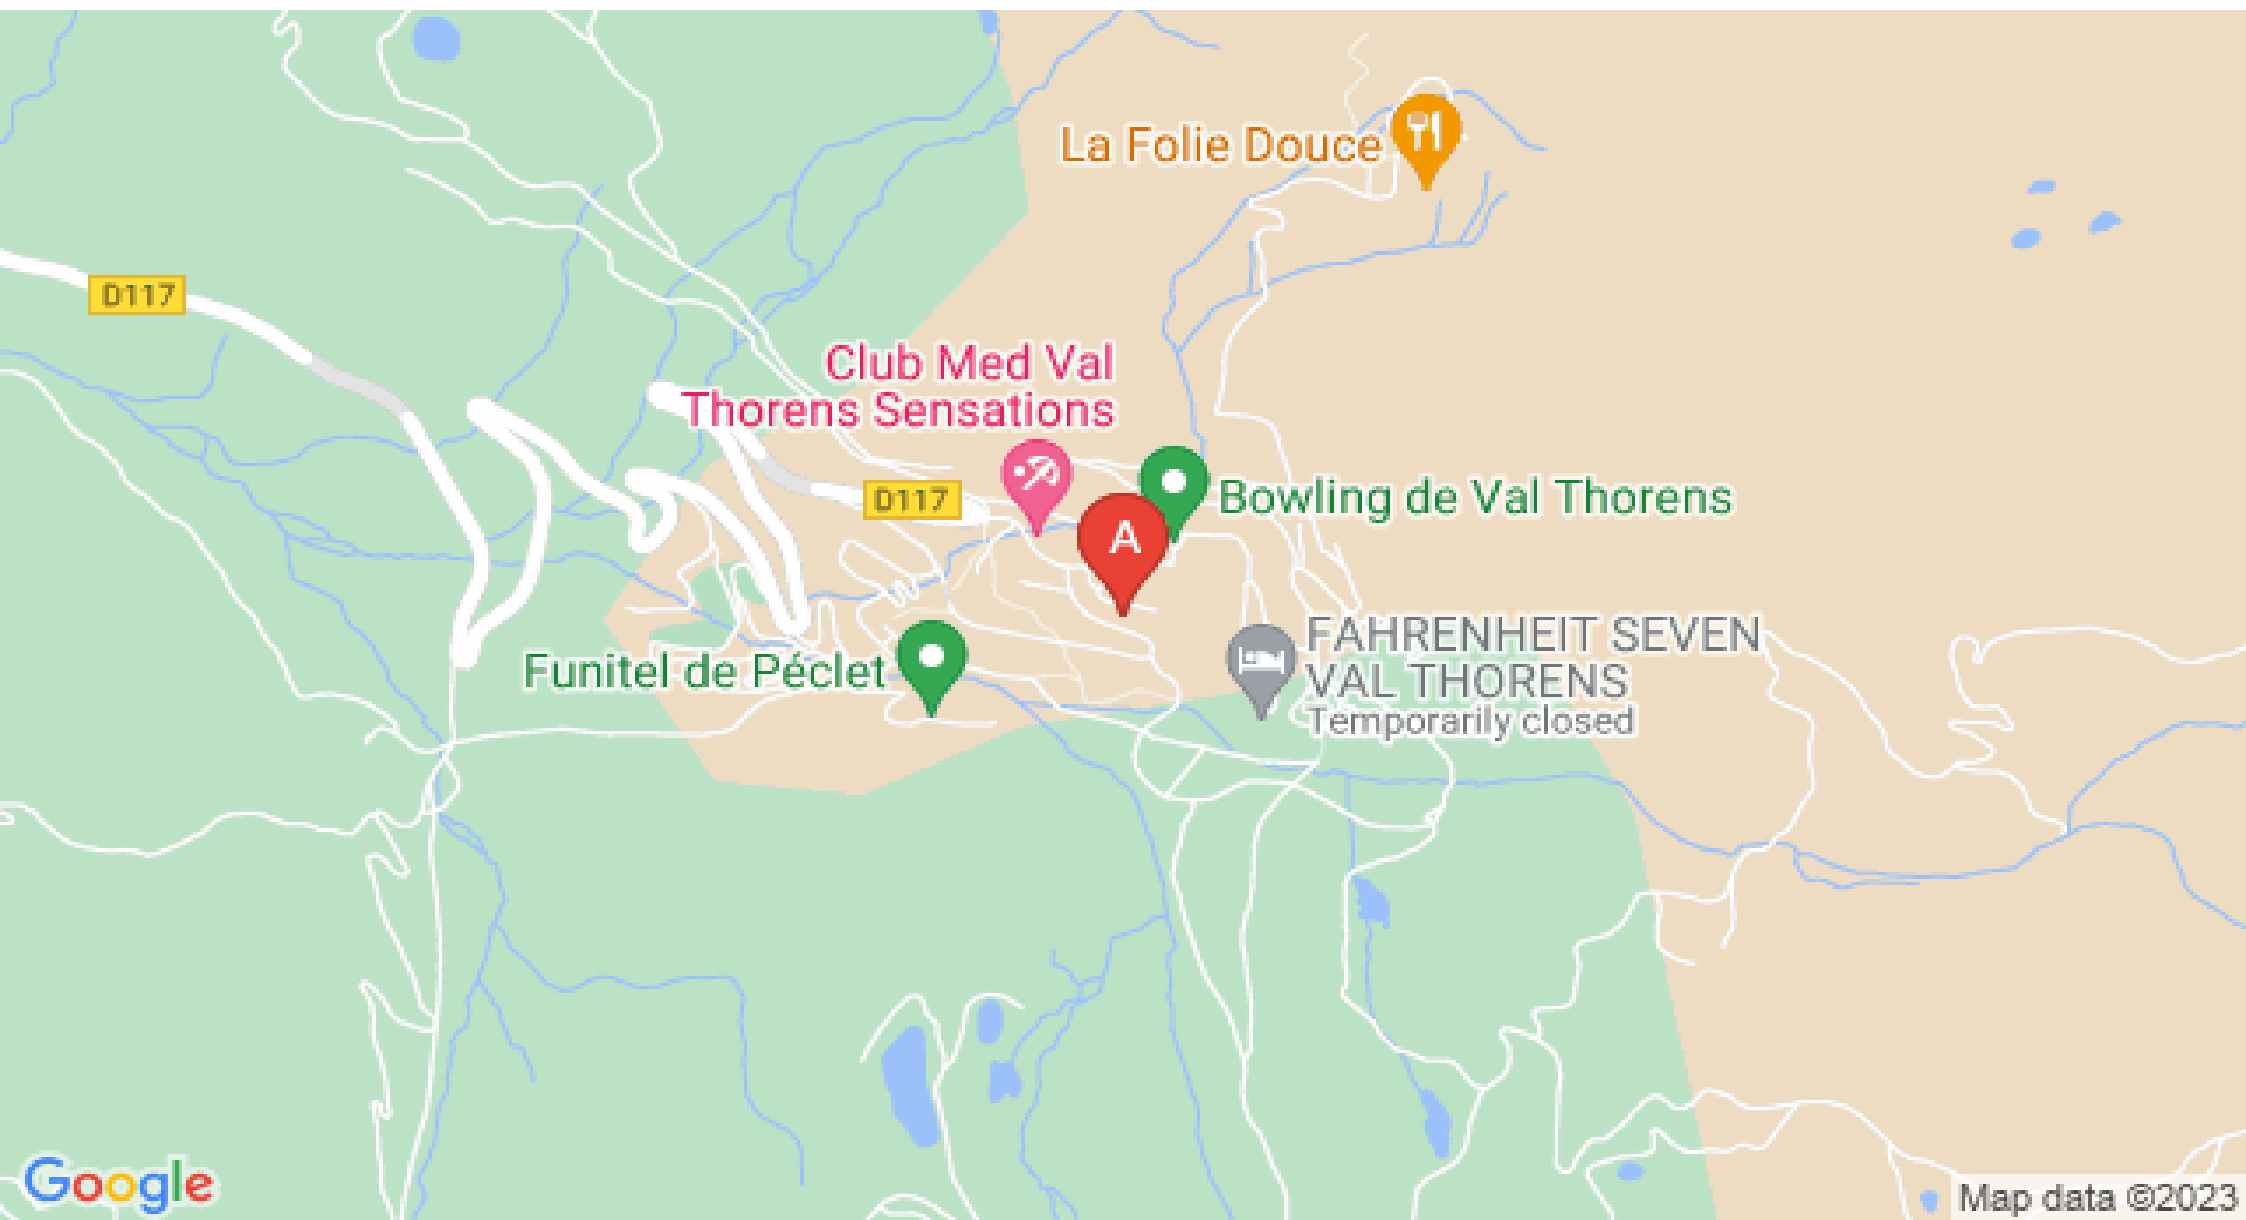 La Folie Douce
D117
Club Med Val
Thorens Sensations
D117
Bowling de Val Thorens
A
FAHRENHEIT SEVEN
VAL THORENS
Temporarily closed
Funitel de Péclet
Google
Map data ©2023